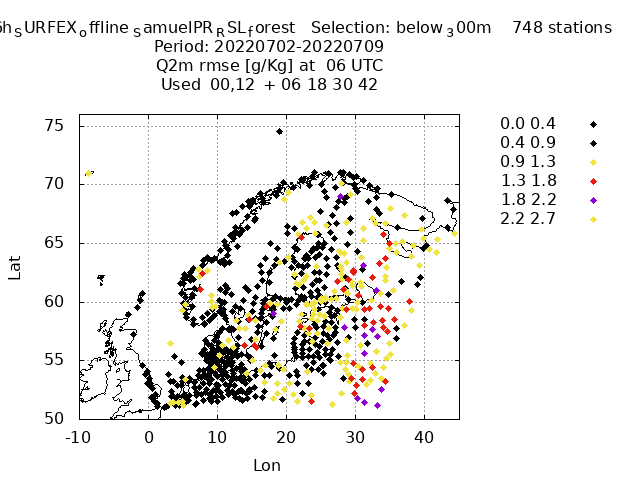 6h SURFEX offline SamuelPR RSL forest Selection: below 300m 748 stations
Period: 20220702-20220709
Q2m rmse [g/Kg] at 06 UTC
Used 00,12 + 06 18 30 42
75
70
65
60
55
50
-10 0 10 20 30 40
Lat
Lon
0.0 0.4
0.4 0.9
0.9 1.3
1.3 1.8
1.8 2.2
2.2 2.7